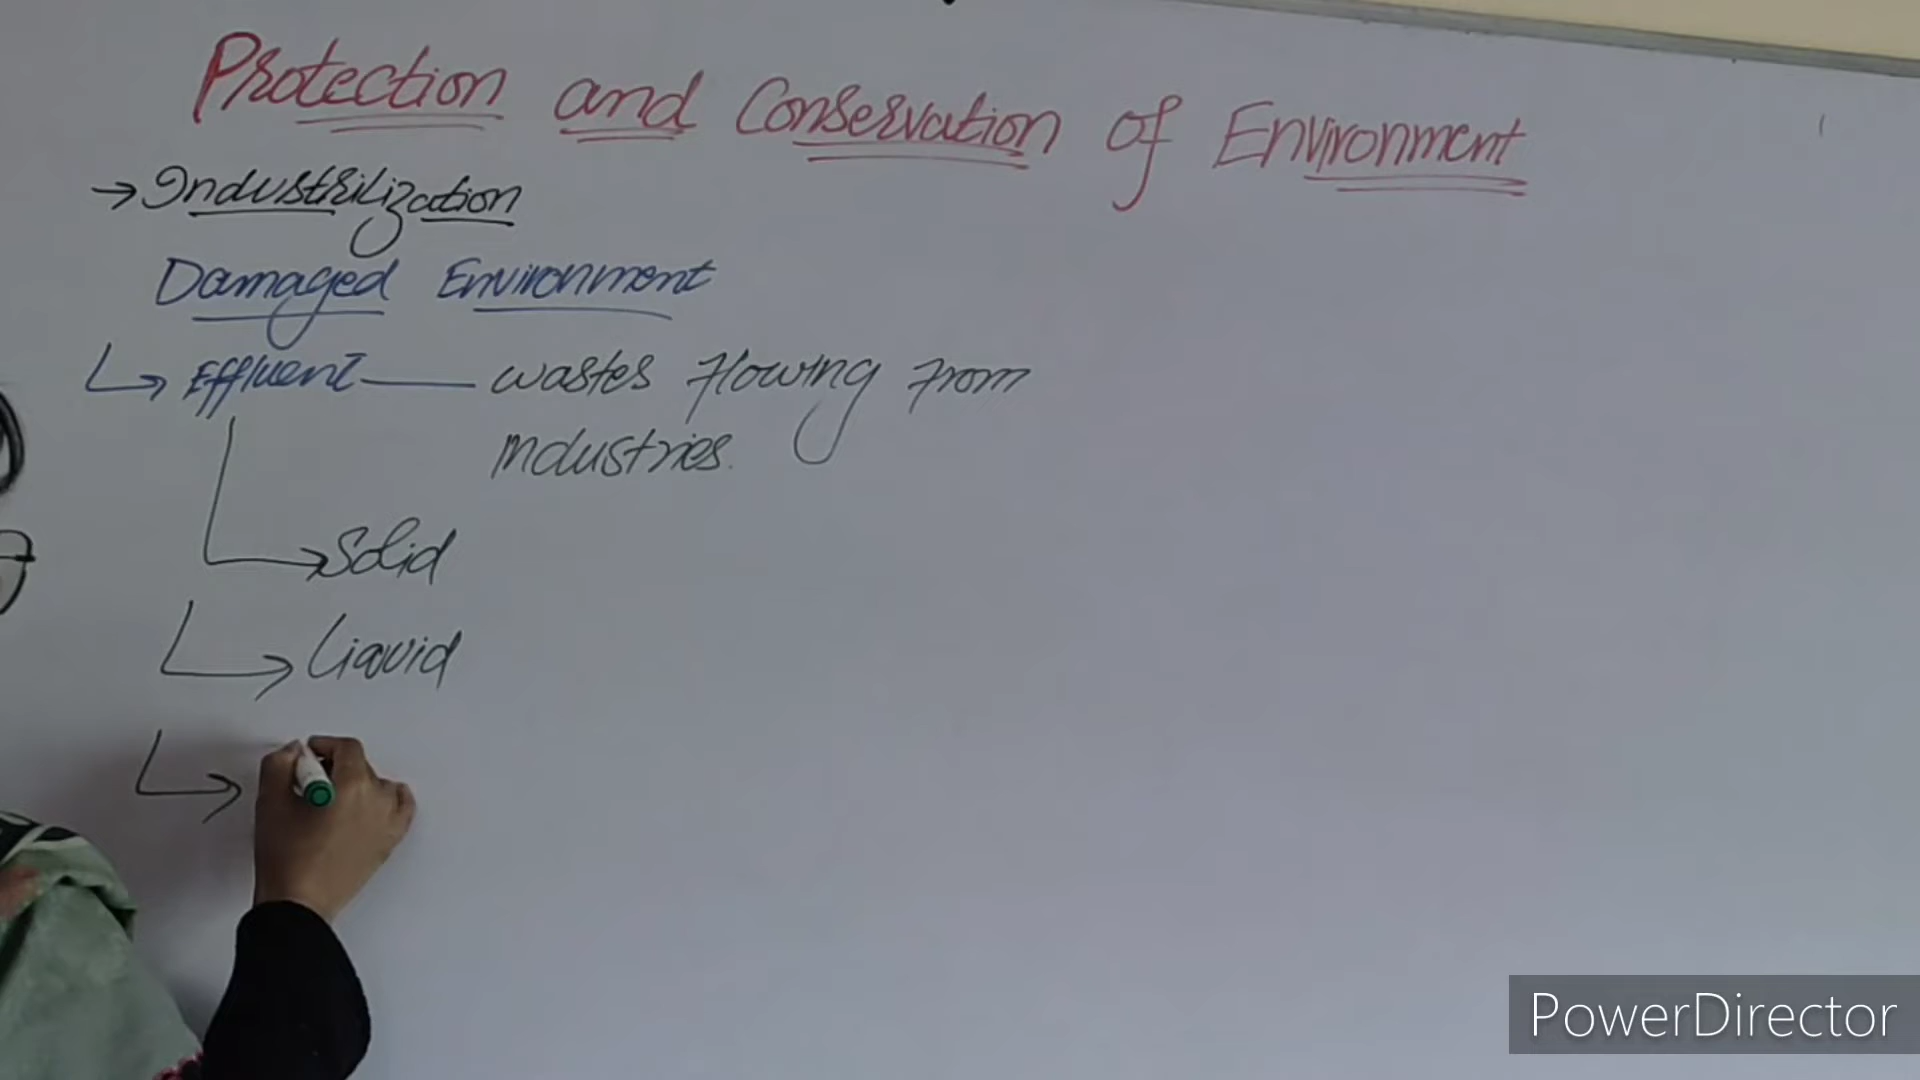 Protection and Conservation of Environment
→ Industrilization
Damaged Environment
Effluent — wastes flowing from
industries.
→ Solid
→ Liquid
PowerDirector